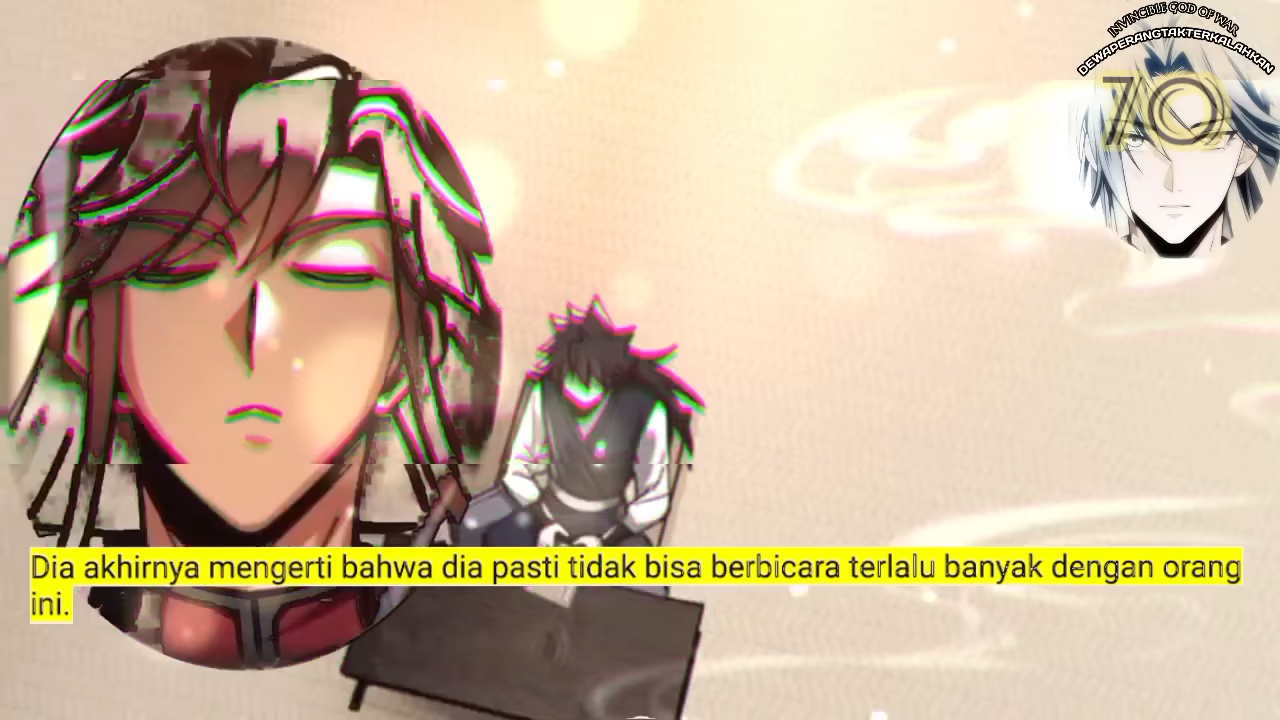 INVINCIBLE GOD OF WAR
DEWAPERANGTAKTERKALAHKAN
70
Dia akhirnya mengerti bahwa dia pasti tidak bisa berbicara terlalu banyak dengan orang
ini.